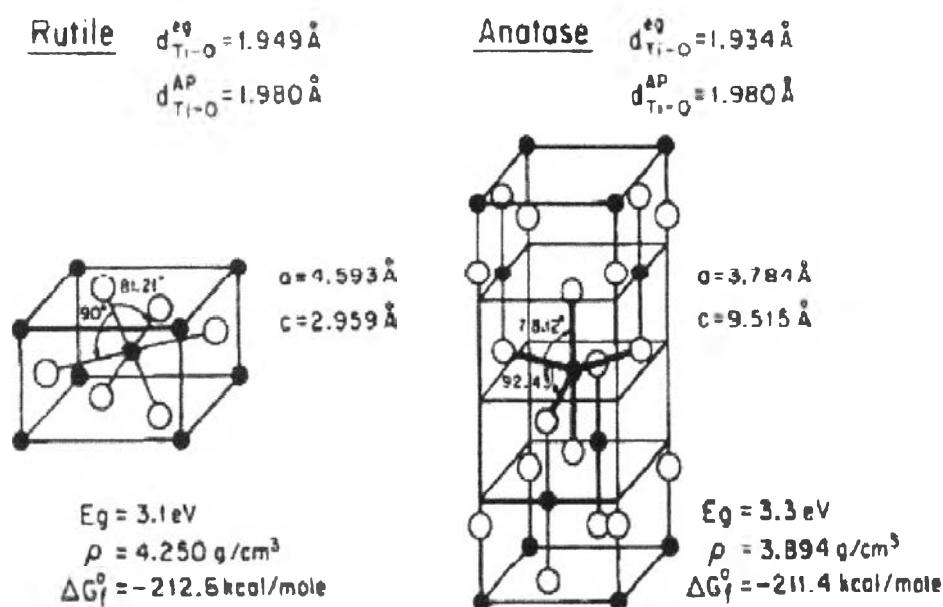 Rutile d^eg_Ti-O = 1.949 Å
d^AP_Ti-O = 1.980 Å
Anatase d^eg_Ti-O = 1.934 Å
d^AP_Ti-O = 1.980 Å
81.21°
90°
a = 4.593 Å
c = 2.959 Å
78.12°
92.43°
a = 3.784 Å
c = 9.515 Å
Eg = 3.1 eV
ρ = 4.250 g/cm³
ΔG°f = -212.6 kcal/mole
Eg = 3.3 eV
ρ = 3.894 g/cm³
ΔG°f = -211.4 kcal/mole